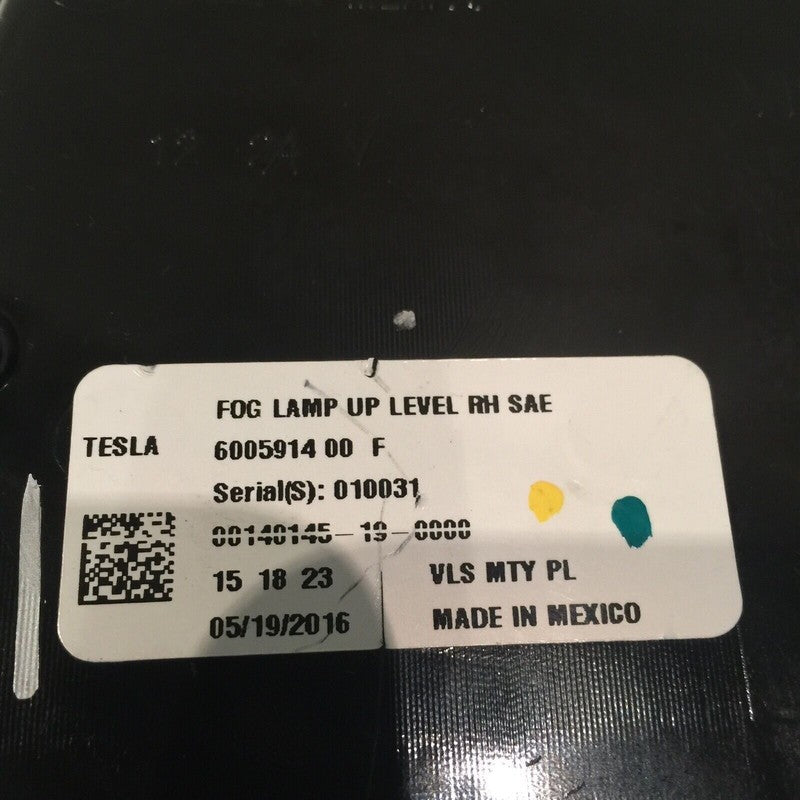 FOG LAMP UP LEVEL RH SAE
TESLA 6005914 00 F
Serial(S): 010031
00140145-19-0000
15 18 23 VLS MTY PL
05/19/2016 MADE IN MEXICO